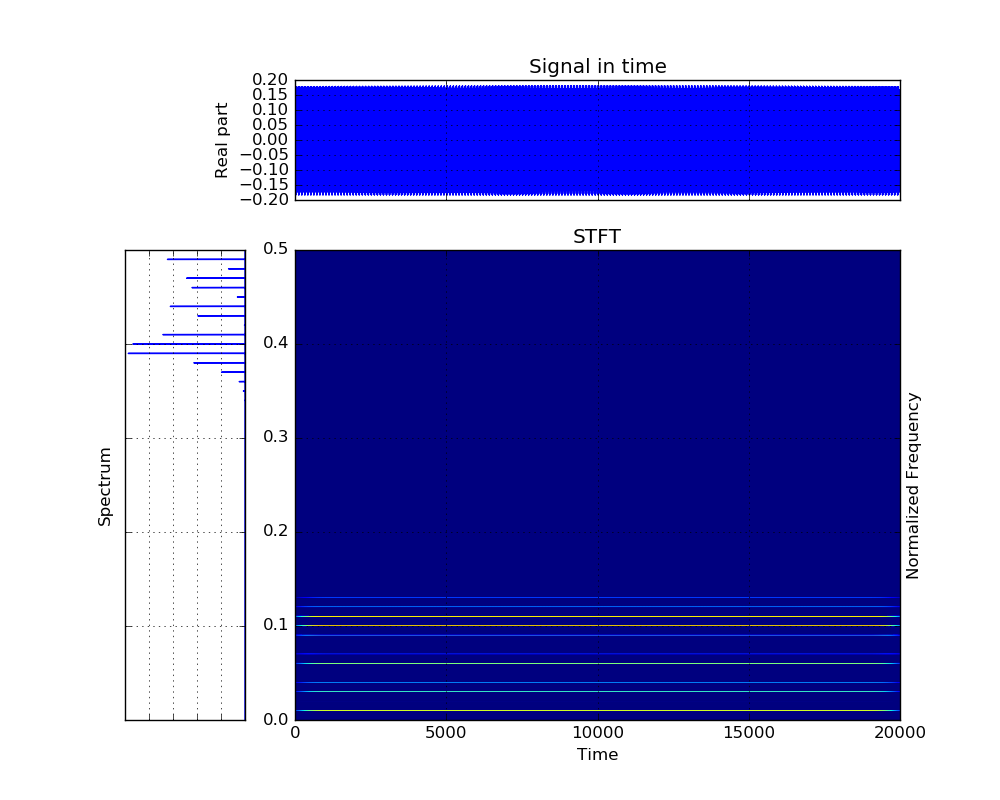 Signal in time
0.20
0.15
0.10
0.05
0.00
−0.05
−0.10
−0.15
−0.20
Real part
STFT
0.5
0.4
0.3
0.2
0.1
0.0
Spectrum
Normalized Frequency
0 5000 10000 15000 20000
Time